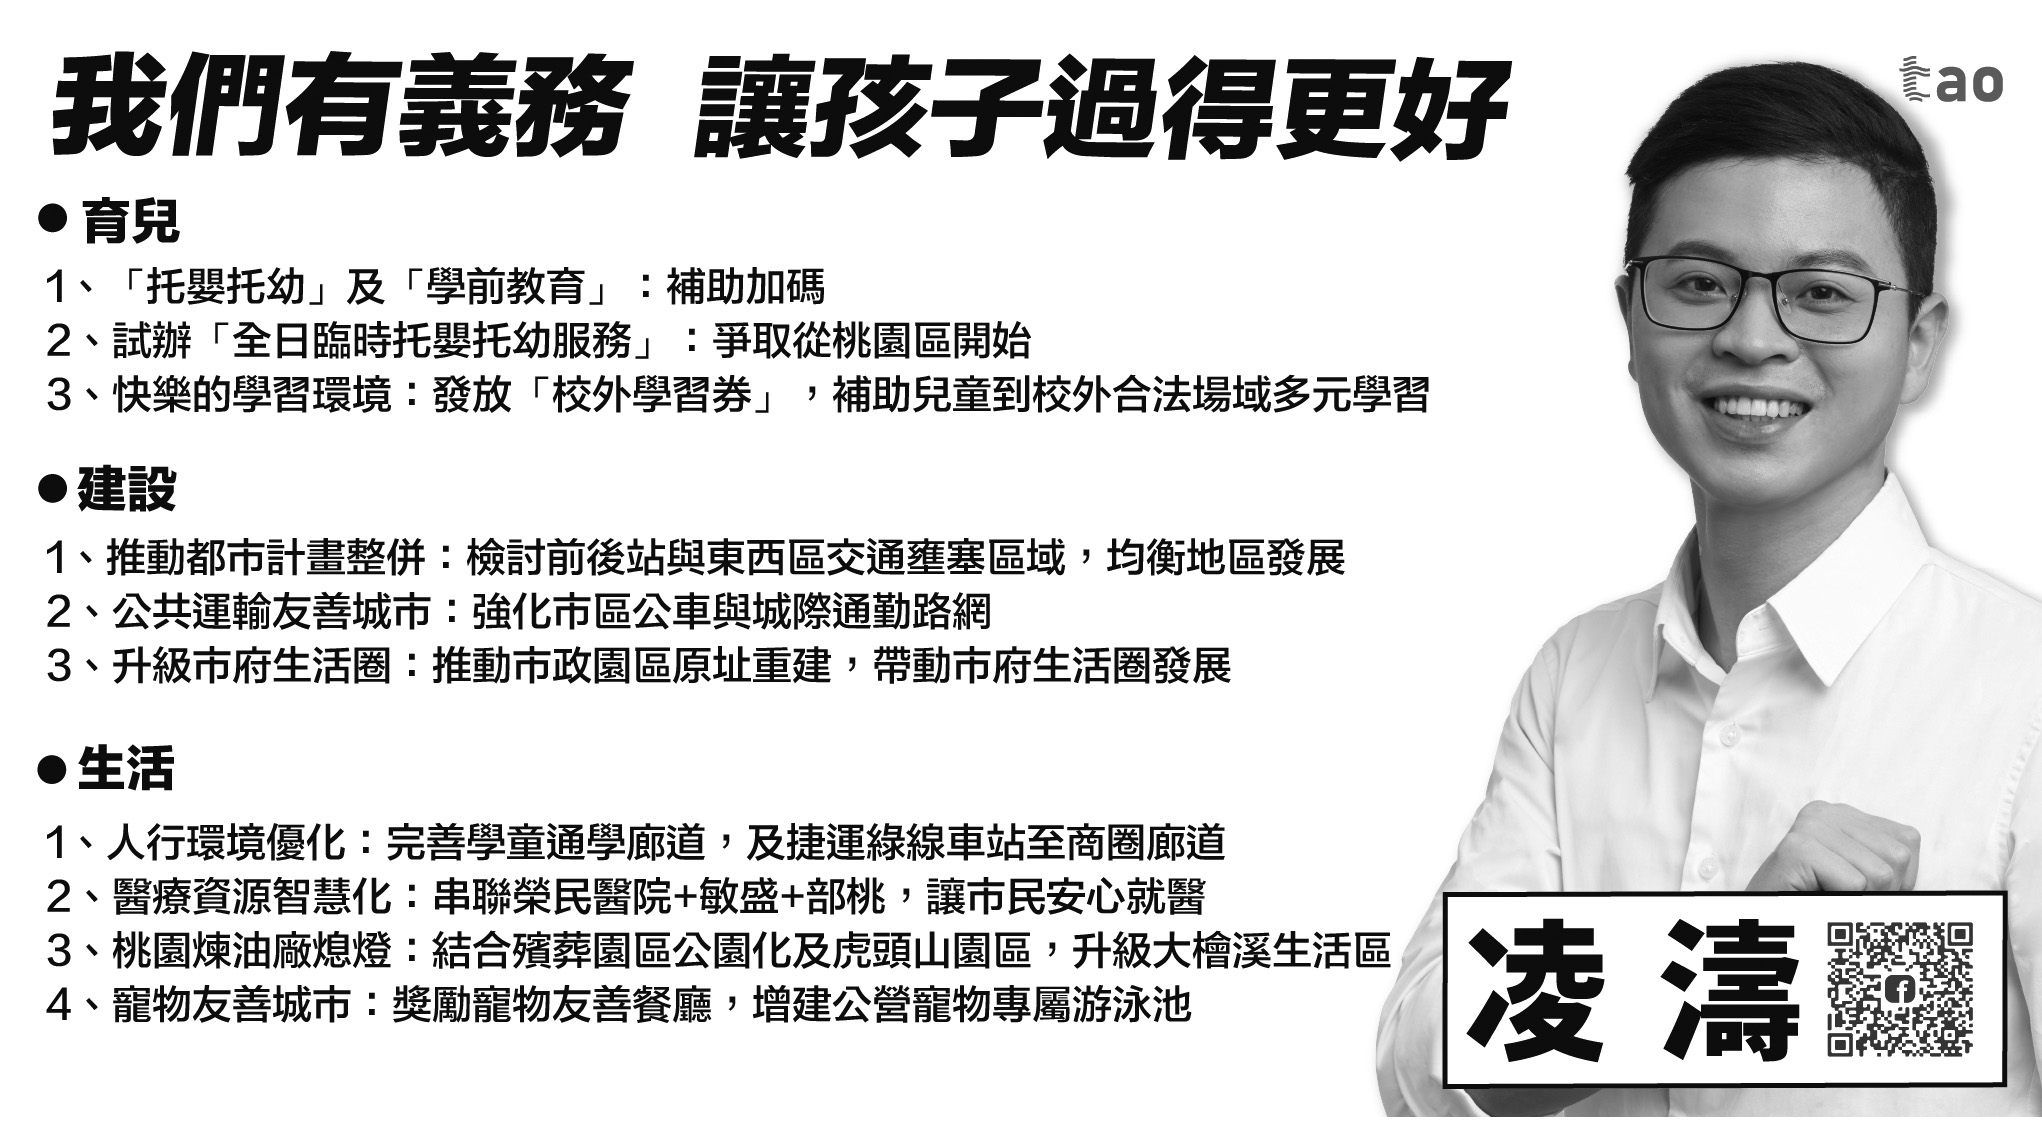 我們有義務 讓孩子過得更好
tao
● 育兒
1、「托嬰托幼」及「學前教育」：補助加碼
2、試辦「全日臨時托嬰托幼服務」：爭取從桃園區開始
3、快樂的學習環境：發放「校外學習券」，補助兒童到校外合法場域多元學習
● 建設
1、推動都市計畫整併：檢討前後站與東西區交通壅塞區域，均衡地區發展
2、公共運輸友善城市：強化市區公車與城際通勤路網
3、升級市府生活圈：推動市政園區原址重建，帶動市府生活圈發展
● 生活
1、人行環境優化：完善學童通學廊道，及捷運綠線車站至商圈廊道
2、醫療資源智慧化：串聯榮民醫院+敏盛+部桃，讓市民安心就醫
3、桃園煉油廠熄燈：結合殯葬園區公園化及虎頭山園區，升級大檜溪生活區
4、寵物友善城市：獎勵寵物友善餐廳，增建公營寵物專屬游泳池
凌 濤